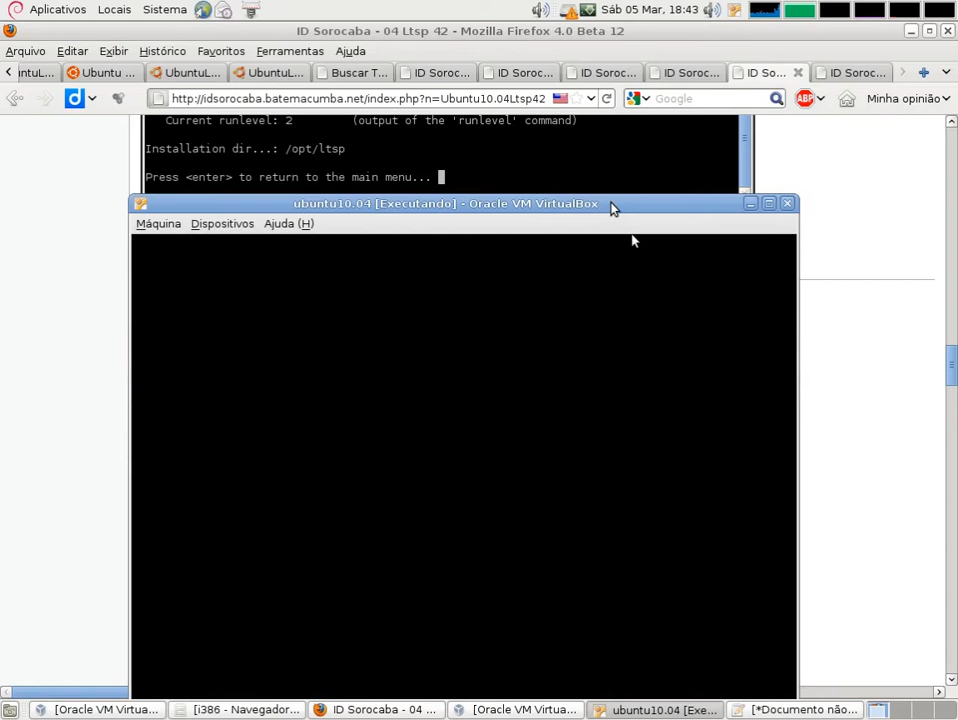 Aplicativos Locais Sistema Sáb 05 Mar, 18:43
ID Sorocaba - 04 Ltsp 42 - Mozilla Firefox 4.0 Beta 12
Arquivo Editar Exibir Histórico Favoritos Ferramentas Ajuda
untuL... Ubuntu ... UbuntuL... UbuntuL... Buscar T... ID Soroc... ID Soroc... ID Soroc... ID Soroc... ID So... ID Soroc...
http://idsorocaba.batemacumba.net/index.php?n=Ubuntu10.04Ltsp42 Google ABP Minha opinião
Current runlevel: 2 (output of the 'runlevel' command)
Installation dir...: /opt/ltsp
Press <enter> to return to the main menu...
ubuntu10.04 [Executando] - Oracle VM VirtualBox
Máquina Dispositivos Ajuda (H)
[Oracle VM Virtua... [i386 - Navegador... ID Sorocaba - 04 ... [Oracle VM Virtua... ubuntu10.04 [Exe... [*Documento não...